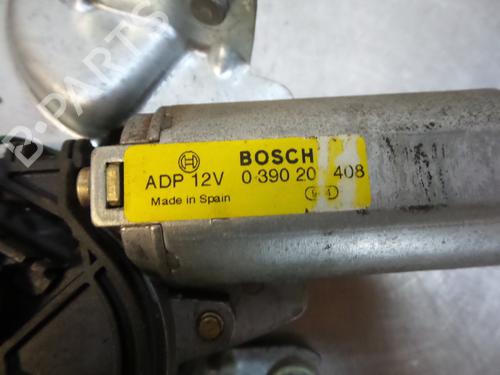 BOSCH
ADP 12V 0 390 20 408
Made in Spain
B-PARTS